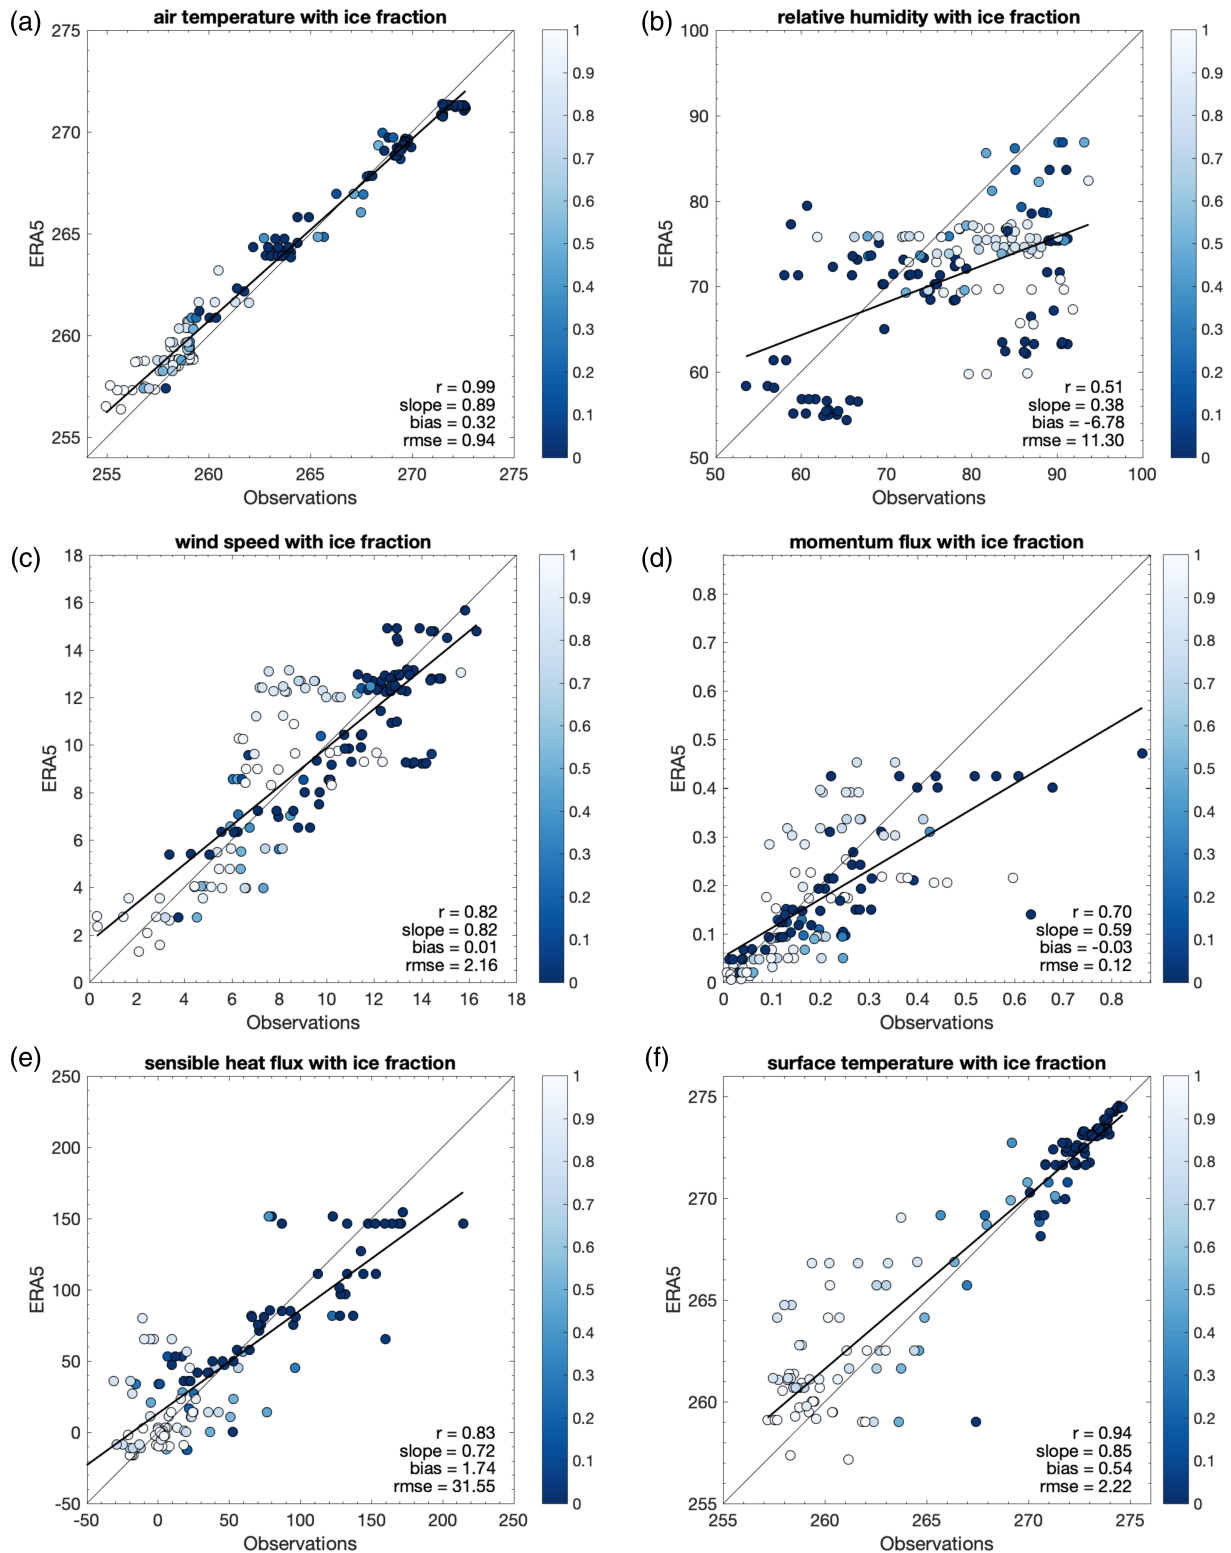 (a)
air temperature with ice fraction
275
270
265
260
255
ERA5
255 260 265 270 275
Observations
r = 0.99
slope = 0.89
bias = 0.32
rmse = 0.94
1
0.9
0.8
0.7
0.6
0.5
0.4
0.3
0.2
0.1
0
(b)
relative humidity with ice fraction
100
90
80
70
60
50
ERA5
50 60 70 80 90 100
Observations
r = 0.51
slope = 0.38
bias = -6.78
rmse = 11.30
1
0.9
0.8
0.7
0.6
0.5
0.4
0.3
0.2
0.1
0
(c)
wind speed with ice fraction
18
16
14
12
10
8
6
4
2
0
ERA5
0 2 4 6 8 10 12 14 16 18
Observations
r = 0.82
slope = 0.82
bias = 0.01
rmse = 2.16
1
0.9
0.8
0.7
0.6
0.5
0.4
0.3
0.2
0.1
0
(d)
momentum flux with ice fraction
0.8
0.7
0.6
0.5
0.4
0.3
0.2
0.1
0
ERA5
0 0.1 0.2 0.3 0.4 0.5 0.6 0.7 0.8
Observations
r = 0.70
slope = 0.59
bias = -0.03
rmse = 0.12
1
0.9
0.8
0.7
0.6
0.5
0.4
0.3
0.2
0.1
0
(e)
sensible heat flux with ice fraction
250
200
150
100
50
0
-50
ERA5
-50 0 50 100 150 200 250
Observations
r = 0.83
slope = 0.72
bias = 1.74
rmse = 31.55
1
0.9
0.8
0.7
0.6
0.5
0.4
0.3
0.2
0.1
0
(f)
surface temperature with ice fraction
275
270
265
260
255
ERA5
255 260 265 270 275
Observations
r = 0.94
slope = 0.85
bias = 0.54
rmse = 2.22
1
0.9
0.8
0.7
0.6
0.5
0.4
0.3
0.2
0.1
0